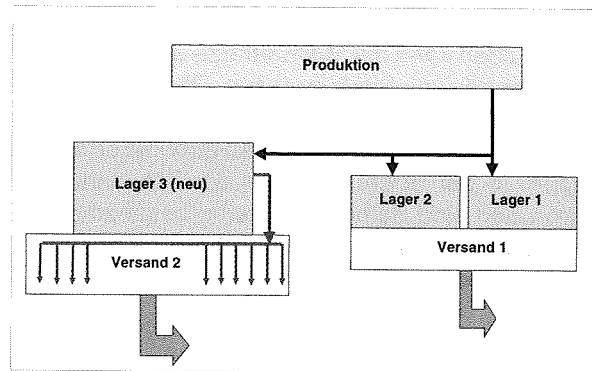 Produktion
Lager 3 (neu)
Lager 2
Lager 1
Versand 2
Versand 1